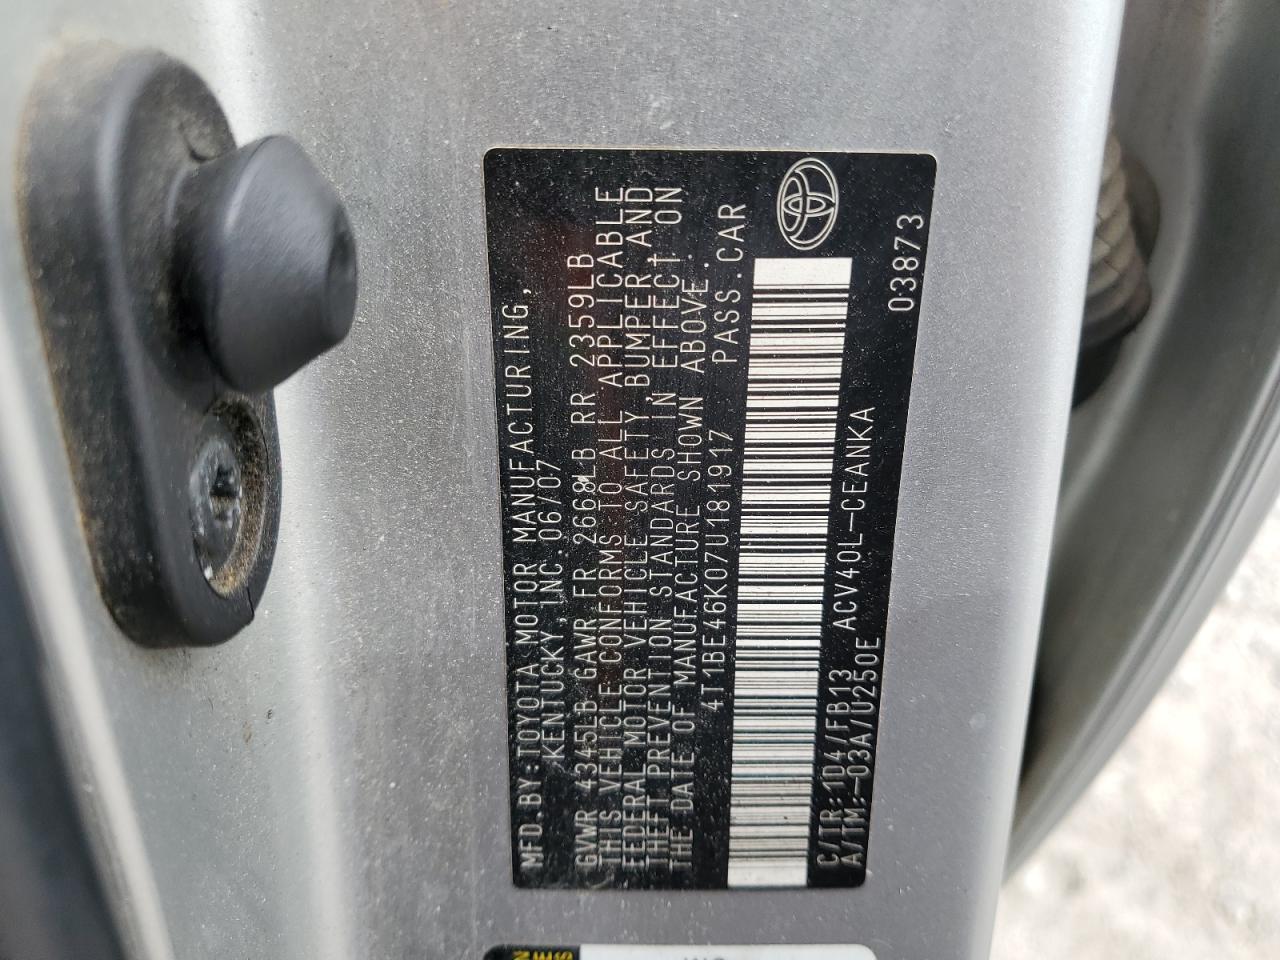 MFD.BY:TOYOTA MOTOR MANUFACTURING,
KENTUCKY,INC.06/07
GVWR 4345LB GAWR FR 2668LB RR 2359LB
THIS VEHICLE CONFORMS TO ALL APPLICABLE
FEDERAL MOTOR VEHICLE SAFETY,BUMPER,AND
THEFT PREVENTION STANDARDS IN EFFECT ON
THE DATE OF MANUFACTURE SHOWN ABOVE.
4T1BE46K07U181917 PASS.CAR
C/TR:1D4/FB13 ACV40L-CEANKA
A/TM:-03A/U250E
03873